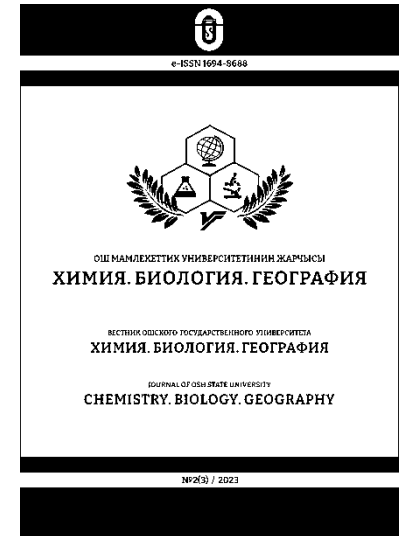 e-ISSN 1694-8688
ОШ МАМЛЕКЕТТИК УНИВЕРСИТЕТИНИН ЖАРЧЫСЫ
ХИМИЯ. БИОЛОГИЯ. ГЕОГРАФИЯ
ВЕСТНИК ОШСКОГО ГОСУДАРСТВЕННОГО УНИВЕРСИТЕТА
ХИМИЯ. БИОЛОГИЯ. ГЕОГРАФИЯ
JOURNAL OF OSH STATE UNIVERSITY
CHEMISTRY. BIOLOGY. GEOGRAPHY
№2(3) / 2023